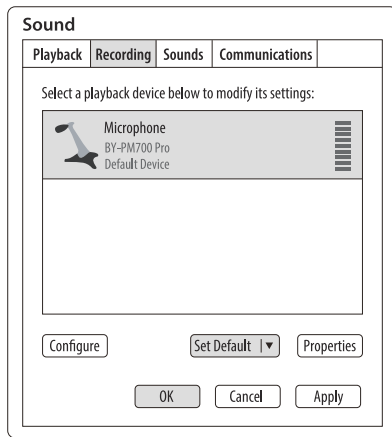 Sound
Playback Recording Sounds Communications
Select a playback device below to modify its settings:
Microphone
BY-PM700 Pro
Default Device
Configure Set Default Properties
OK Cancel Apply